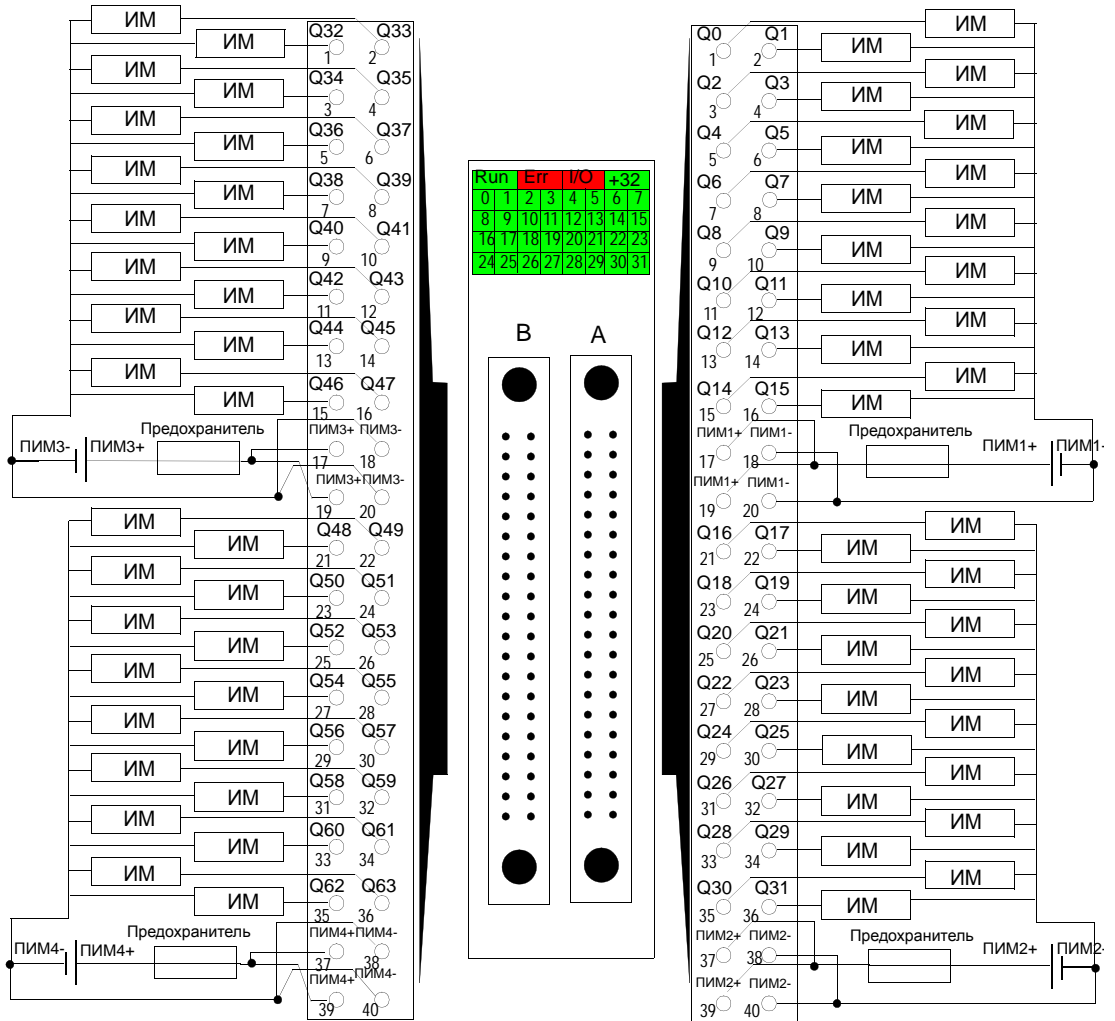 ИМ Q32 Q33
ИМ 1 2
ИМ Q34 Q35
ИМ 3 4
ИМ Q36 Q37
ИМ 5 6
ИМ Q38 Q39
ИМ 7 8
ИМ Q40 Q41
ИМ 9 10
ИМ Q42 Q43
ИМ 11 12
ИМ Q44 Q45
ИМ 13 14
ИМ Q46 Q47
ИМ 15 16
ПИМ3- ПИМ3+ Предохранитель ПИМ3+ ПИМ3-
17 18
ПИМ3+ ПИМ3-
19 20
ИМ Q48 Q49
ИМ 21 22
ИМ Q50 Q51
ИМ 23 24
ИМ Q52 Q53
ИМ 25 26
ИМ Q54 Q55
ИМ 27 28
ИМ Q56 Q57
ИМ 29 30
ИМ Q58 Q59
ИМ 31 32
ИМ Q60 Q61
ИМ 33 34
ИМ Q62 Q63
ИМ 35 36
ПИМ4- ПИМ4+ Предохранитель ПИМ4+ ПИМ4-
37 38
ПИМ4+ ПИМ4-
39 40
Run Err I/O +32
0 1 2 3 4 5 6 7
8 9 10 11 12 13 14 15
16 17 18 19 20 21 22 23
24 25 26 27 28 29 30 31
B A
Q0 Q1 ИМ
1 2 ИМ
Q2 Q3 ИМ
3 4 ИМ
Q4 Q5 ИМ
5 6 ИМ
Q6 Q7 ИМ
7 8 ИМ
Q8 Q9 ИМ
9 10 ИМ
Q10 Q11 ИМ
11 12 ИМ
Q12 Q13 ИМ
13 14 ИМ
Q14 Q15 ИМ
15 16 ИМ
ПИМ1+ ПИМ1- Предохранитель ПИМ1+ ПИМ1-
17 18
ПИМ1+ ПИМ1-
19 20
Q16 Q17 ИМ
21 22 ИМ
Q18 Q19 ИМ
23 24 ИМ
Q20 Q21 ИМ
25 26 ИМ
Q22 Q23 ИМ
27 28 ИМ
Q24 Q25 ИМ
29 30 ИМ
Q26 Q27 ИМ
31 32 ИМ
Q28 Q29 ИМ
33 34 ИМ
Q30 Q31 ИМ
35 36 ИМ
ПИМ2+ ПИМ2- Предохранитель ПИМ2+ ПИМ2-
37 38
ПИМ2+ ПИМ2-
39 40